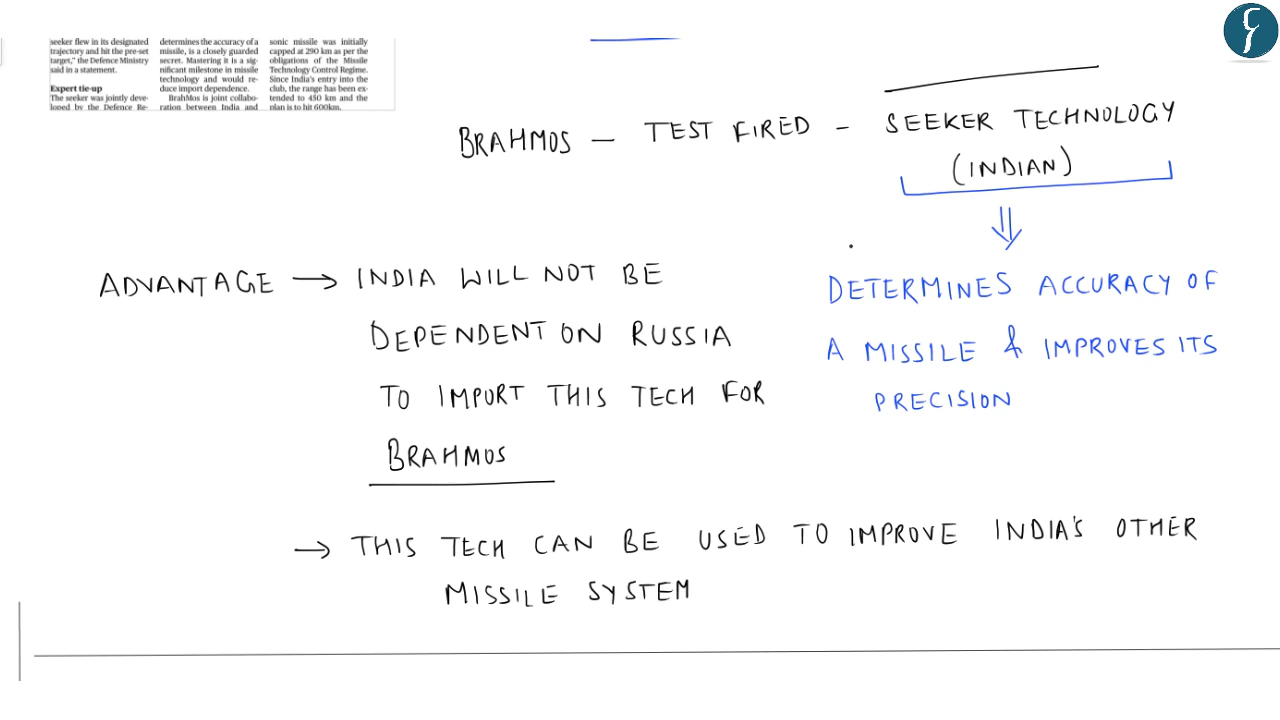 seeker flew in its designated
trajectory and hit the pre-set
target," the Defence Ministry
said in a statement.
Expert tie-up
The seeker was jointly deve-
loped by the Defence Re-
determines the accuracy of a
missile, is a closely guarded
secret. Mastering it is a sig-
nificant milestone in missile
technology and would re-
duce import dependence.
BrahMos is joint collabo-
ration between India and
sonic missile was initially
capped at 290 km as per the
obligations of the Missile
Technology Control Regime.
Since India's entry into the
club, the range has been ex-
tended to 450 km and the
plan is to hit 600km.
BRAHMOS — TEST FIRED - SEEKER TECHNOLOGY
(INDIAN)
⇓
DETERMINES ACCURACY OF
A MISSILE & IMPROVES ITS
PRECISION
ADVANTAGE → INDIA WILL NOT BE
DEPENDENT ON RUSSIA
TO IMPORT THIS TECH FOR
BRAHMOS
→ THIS TECH CAN BE USED TO IMPROVE INDIA'S OTHER
MISSILE SYSTEM